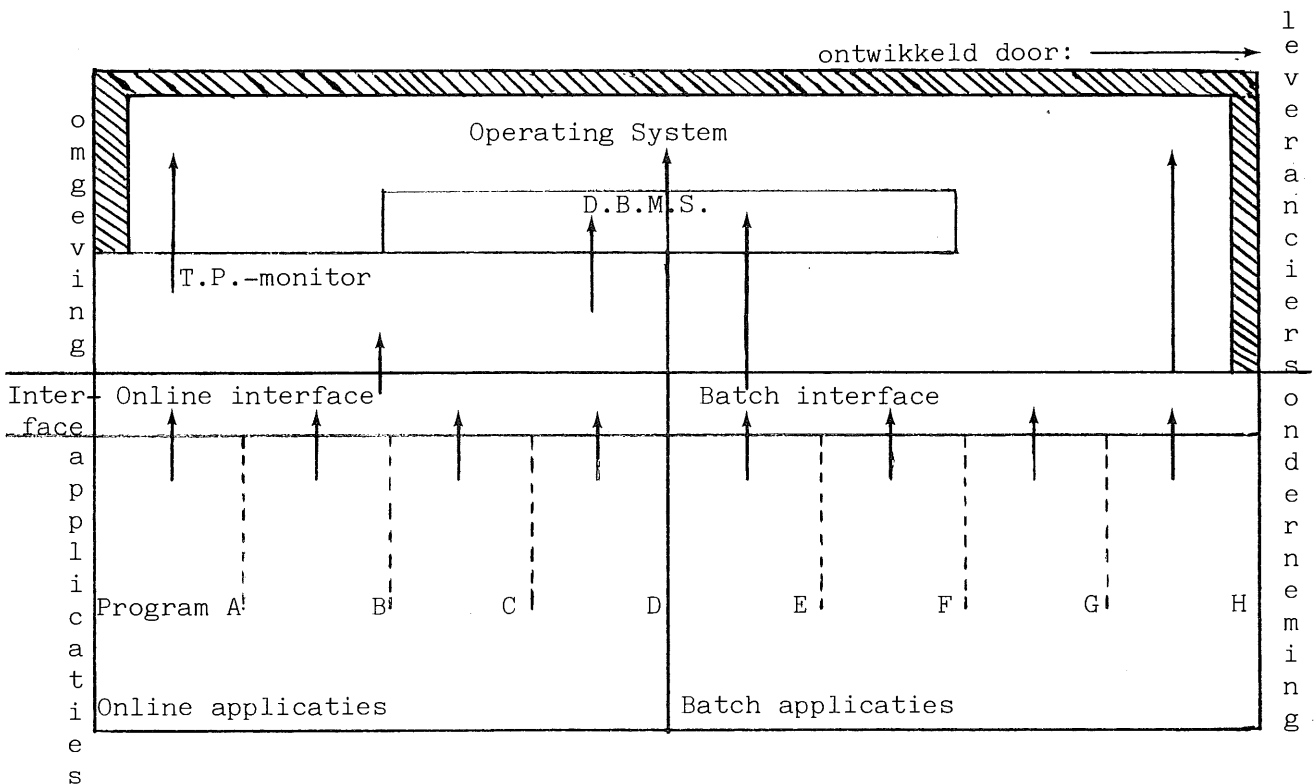 ontwikkeld door:
leveranciers
omgeving
Operating System
D.B.M.S.
T.P.-monitor
Inter-
face
Online interface
Batch interface
applicaties
onderneming
Program A B C D E F G H
Online applicaties
Batch applicaties